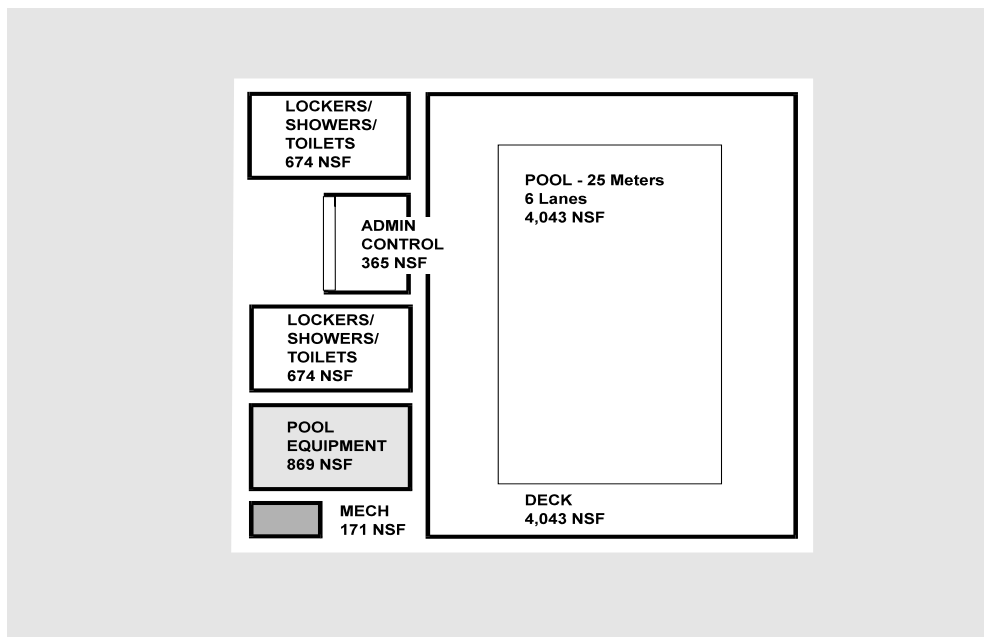 LOCKERS/
SHOWERS/
TOILETS
674 NSF
POOL - 25 Meters
6 Lanes
4,043 NSF
ADMIN
CONTROL
365 NSF
LOCKERS/
SHOWERS/
TOILETS
674 NSF
POOL
EQUIPMENT
869 NSF
DECK
4,043 NSF
MECH
171 NSF